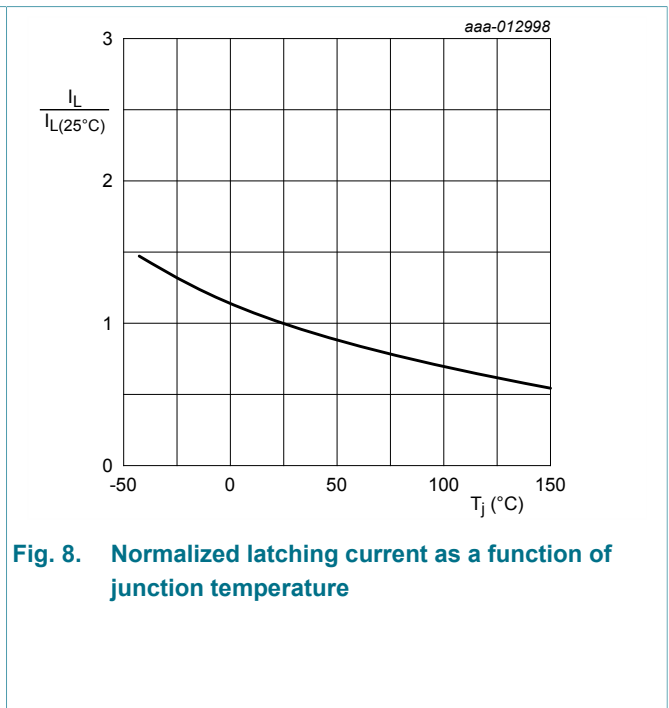 aaa-012998
3
I_L
I_L(25°C)
2
1
0
-50 0 50 100 150
T_j (°C)
Fig. 8. Normalized latching current as a function of
junction temperature